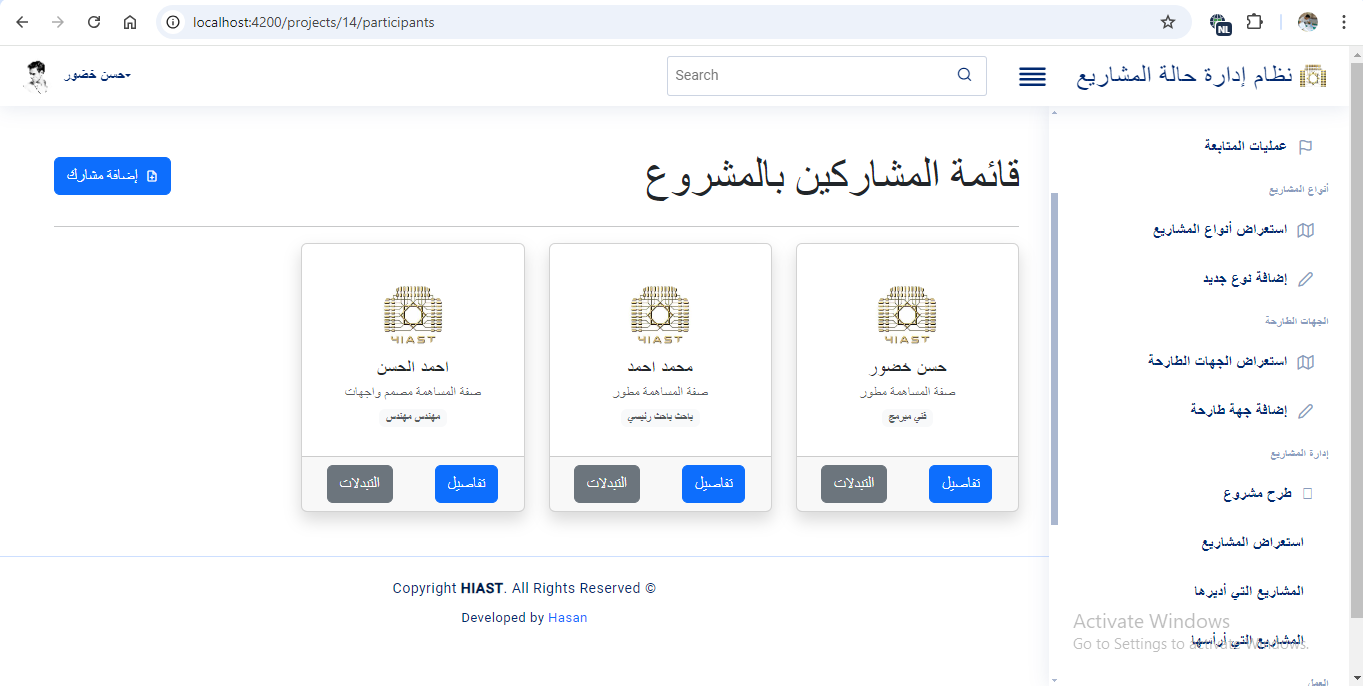 localhost:4200/projects/14/participants
NL
نظام إدارة حالة المشاريع
Search
حسن خضور
عمليات المتابعة
أنواع المشاريع
استعراض أنواع المشاريع
إضافة نوع جديد
الجهات الطارحة
استعراض الجهات الطارحة
إضافة جهة طارحة
إدارة المشاريع
طرح مشروع
استعراض المشاريع
المشاريع التي أديرها
المشاريع التي أرأسها
العمل
قائمة المشاركين بالمشروع
إضافة مشارك
HIAST
حسن خضور
صفة المساهمة مطور
فني مبرمج
تفاصيل
التبدلات
HIAST
محمد احمد
صفة المساهمة مطور
باحث باحث رئيسي
تفاصيل
التبدلات
HIAST
احمد الحسن
صفة المساهمة مصمم واجهات
مهندس مهندس
تفاصيل
التبدلات
Copyright HIAST. All Rights Reserved ©
Developed by Hasan
Activate Windows
Go to Settings to activate Windows.